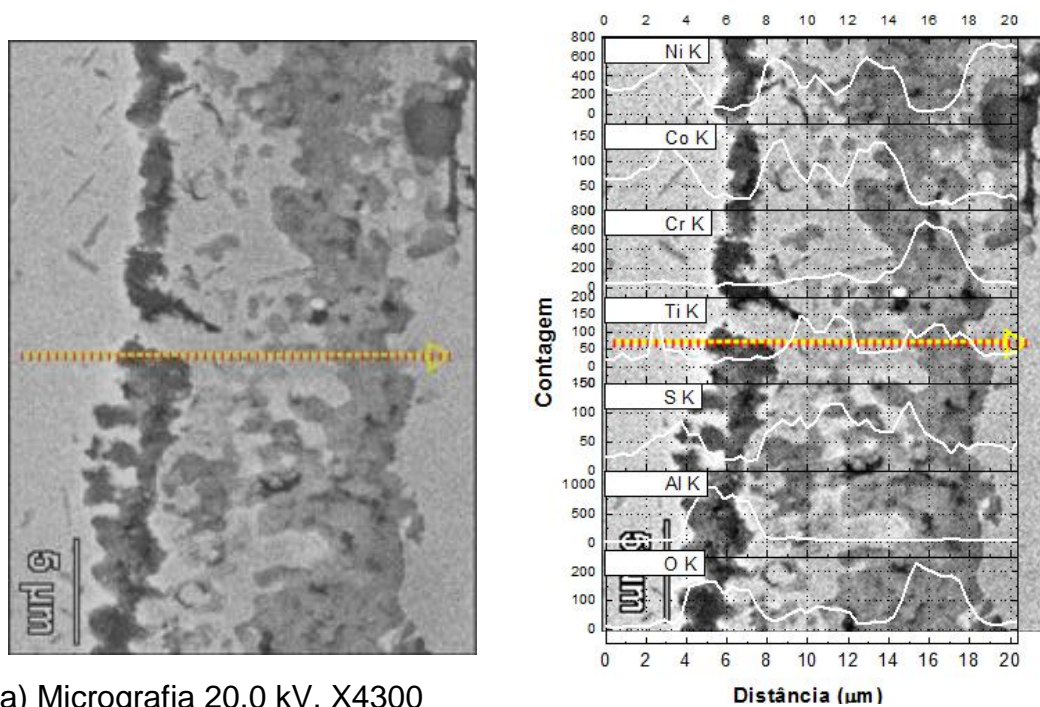 0 2 4 6 8 10 12 14 16 18 20
800
600
400
200
0
Ni K
150
100
50
Co K
800
600
400
200
0
Cr K
200
150
100
50
0
Ti K
150
100
50
0
S K
1000
500
0
Al K
200
100
0
O K
0 2 4 6 8 10 12 14 16 18 20
Contagem
Distância (μm)
5 μm
5 μm
a) Micrografia 20.0 kV, X4300